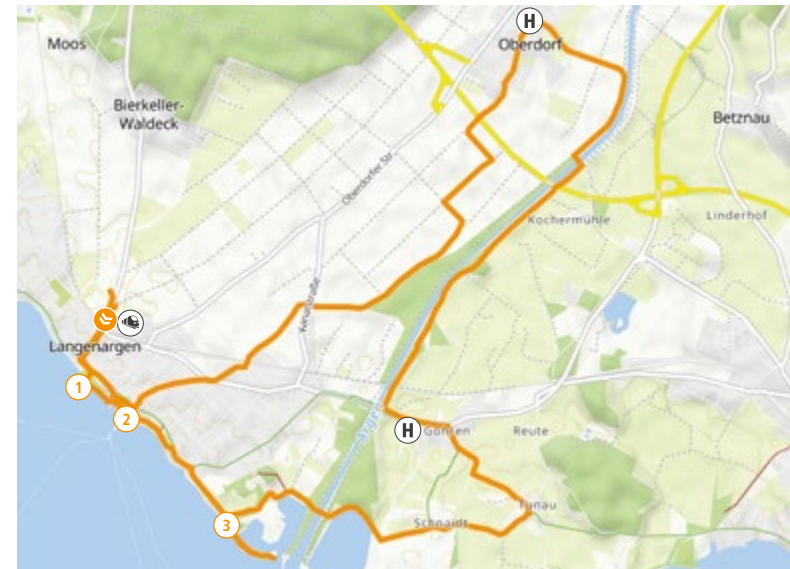 H
Oberdorf
Moos
Bierkeller-
Waldeck
Betznau
Oberdorfer Str.
Linderhof
Kochermühle
Langenargen
1
2
H
Gohren
Reute
Tunau
Schnaidt
3